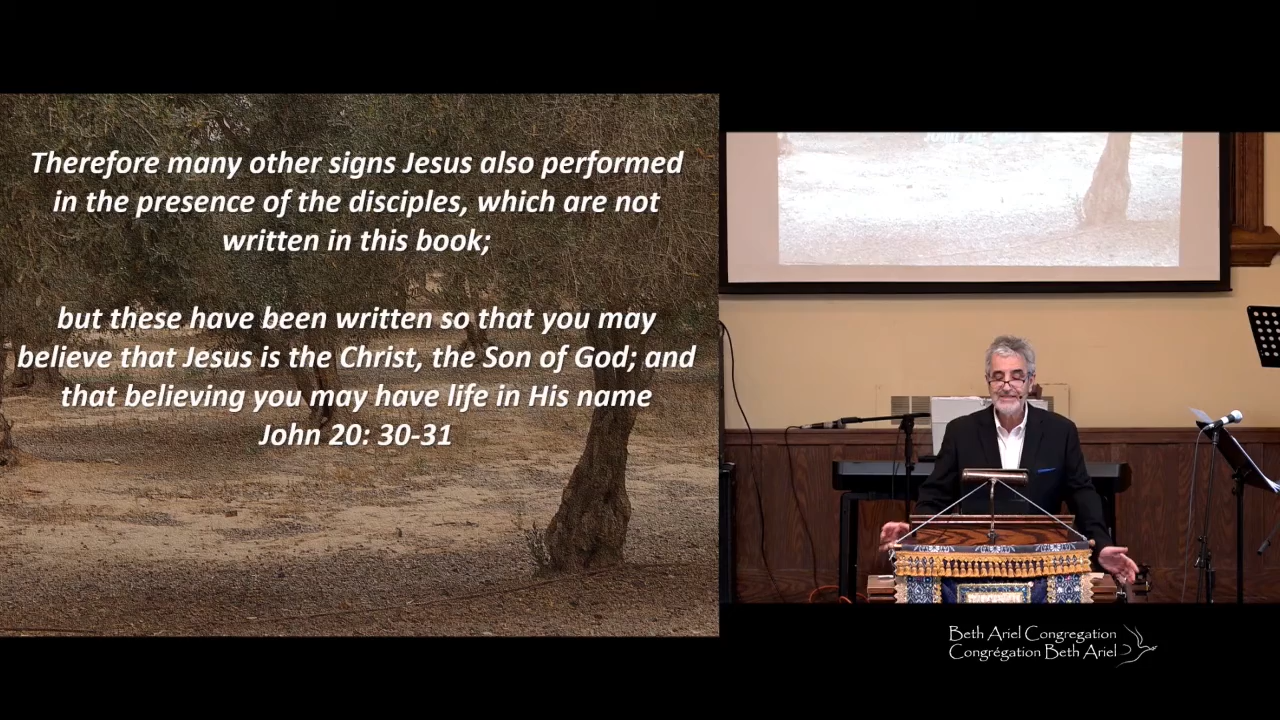 Therefore many other signs Jesus also performed
in the presence of the disciples, which are not
written in this book;
but these have been written so that you may
believe that Jesus is the Christ, the Son of God; and
that believing you may have life in His name
John 20: 30-31
Beth Ariel Congregation
Congrégation Beth Ariel